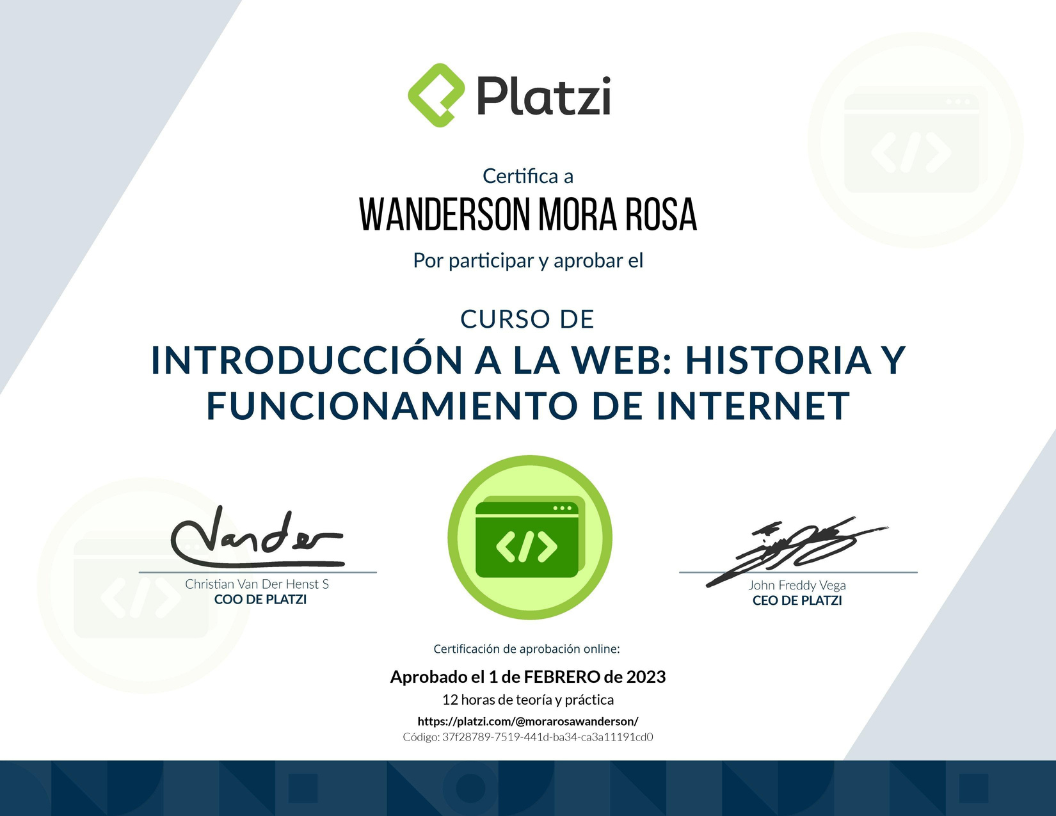 Platzi
Certifica a
WANDERSON MORA ROSA
Por participar y aprobar el
CURSO DE
INTRODUCCIÓN A LA WEB: HISTORIA Y
FUNCIONAMIENTO DE INTERNET
</>
Christian Van Der Henst S
COO DE PLATZI
John Freddy Vega
CEO DE PLATZI
Certificación de aprobación online:
Aprobado el 1 de FEBRERO de 2023
12 horas de teoría y práctica
https://platzi.com/@morarosawanderson/
Código: 37f28789-7519-441d-ba34-ca3a11191cd0